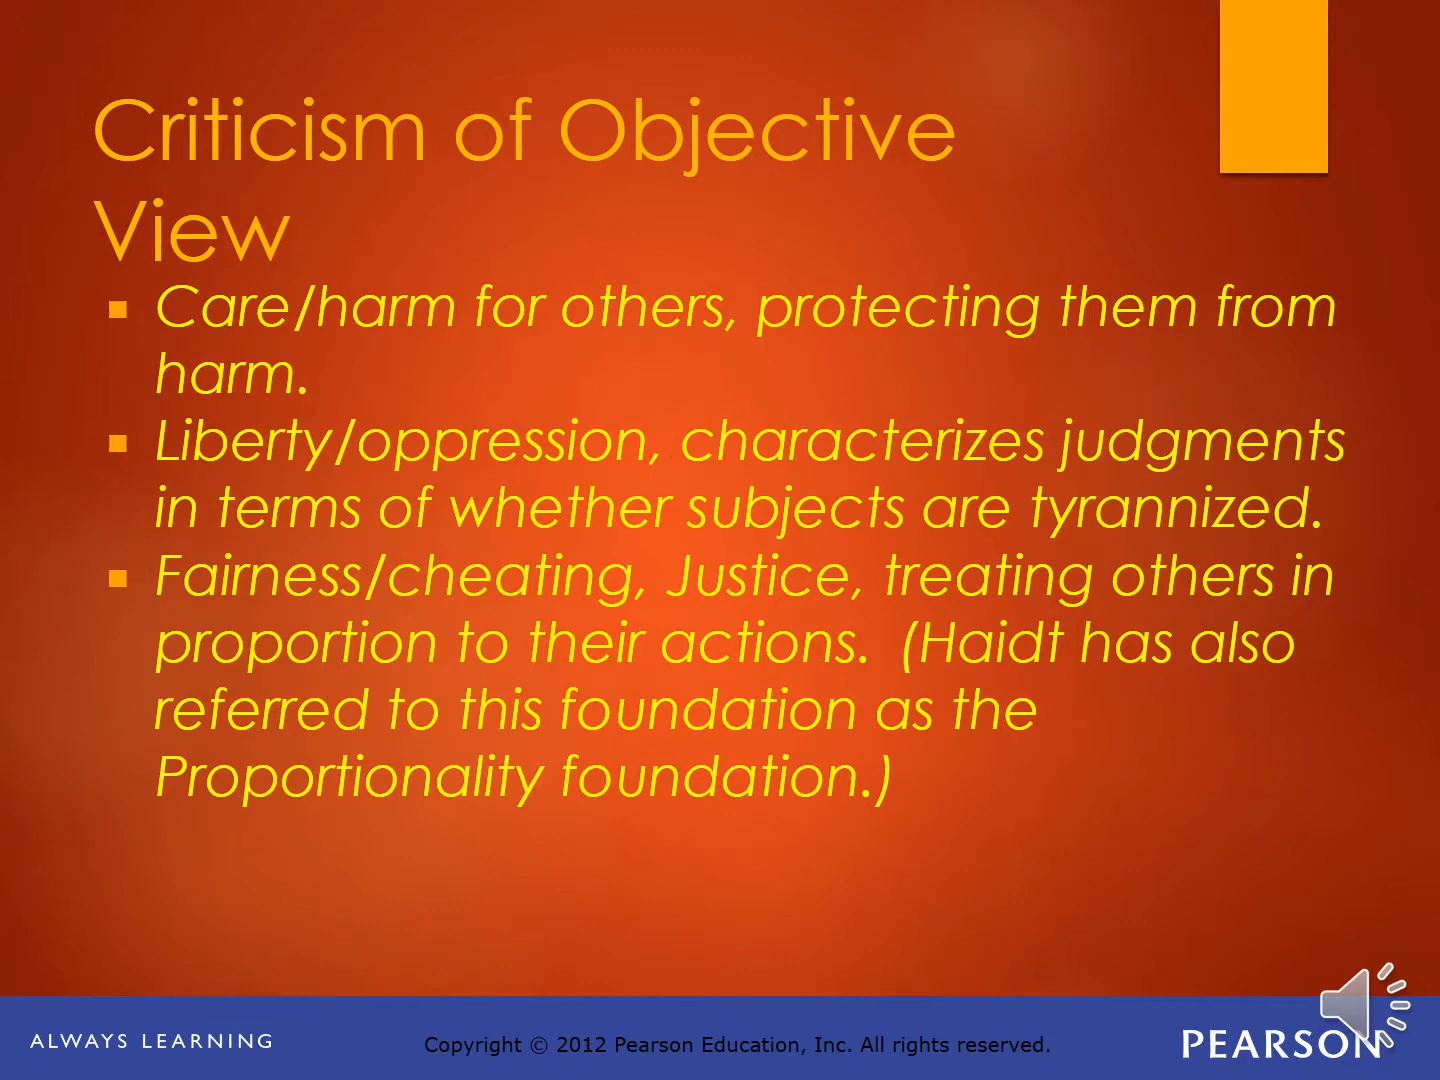 Criticism of Objective
View
Care/harm for others, protecting them from
harm.
Liberty/oppression, characterizes judgments
in terms of whether subjects are tyrannized.
Fairness/cheating, Justice, treating others in
proportion to their actions.  (Haidt has also
referred to this foundation as the
Proportionality foundation.)
ALWAYS LEARNING
Copyright © 2012 Pearson Education, Inc. All rights reserved.
PEARSON